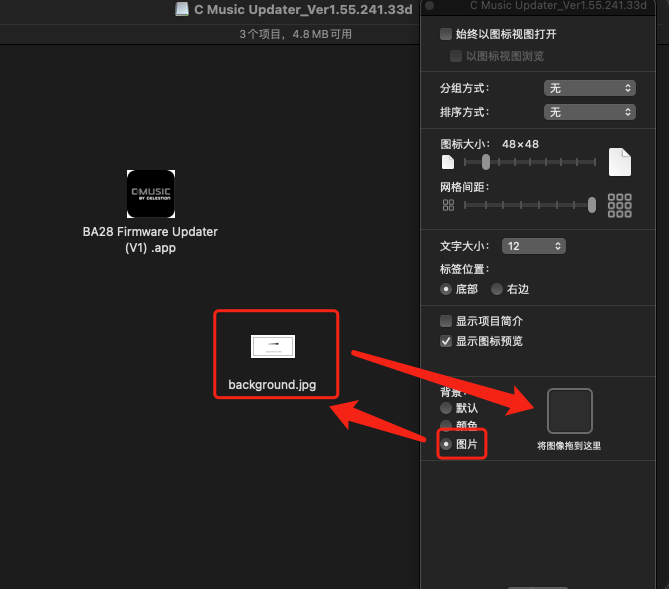 C Music Updater_Ver1.55.241.33d
3个项目，4.8 MB可用
CMUSIC
BY CELESTION
BA28 Firmware Updater
(V1) .app
background.jpg
C Music Updater_Ver1.55.241.33d
始终以图标视图打开
以图标视图浏览
分组方式：
无
排序方式：
无
图标大小：
48×48
网格间距：
文字大小：
12
标签位置：
底部
右边
显示项目简介
显示图标预览
背景：
默认
颜色
图片
将图像拖到这里